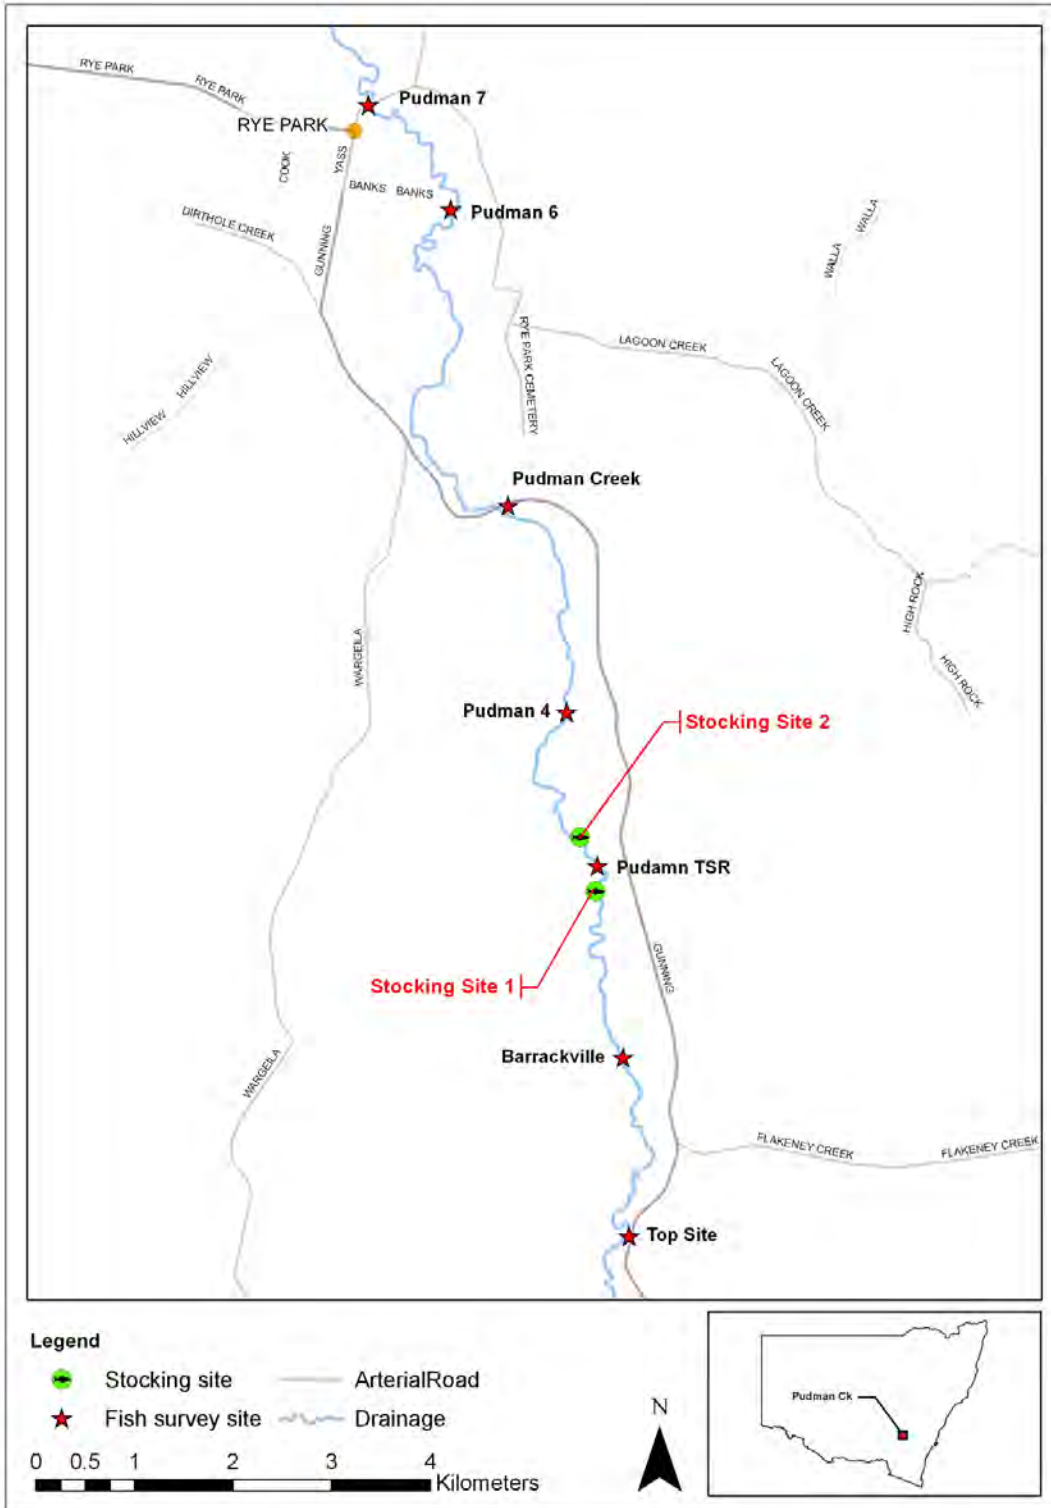 RYE PARK
RYE PARK
Pudman 7
RYE PARK
YASS
COOK
BANKS BANKS
Pudman 6
DIRTHOLE CREEK
GUNNING
WALLA
WALLA
RYE PARK CEMETERY
LAGOON CREEK
LAGOON CREEK
HILLVIEW
HILLVIEW
Pudman Creek
HIGH ROCK
HIGH ROCK
WARGEILA
Pudman 4
Stocking Site 2
Pudamn TSR
GUNNING
Stocking Site 1
Barrackville
WARGEILA
FLAKENEY CREEK
FLAKENEY CREEK
Top Site
Legend
Stocking site
ArterialRoad
Fish survey site
Drainage
0 0.5 1 2 3 4
Kilometers
N
Pudman Ck